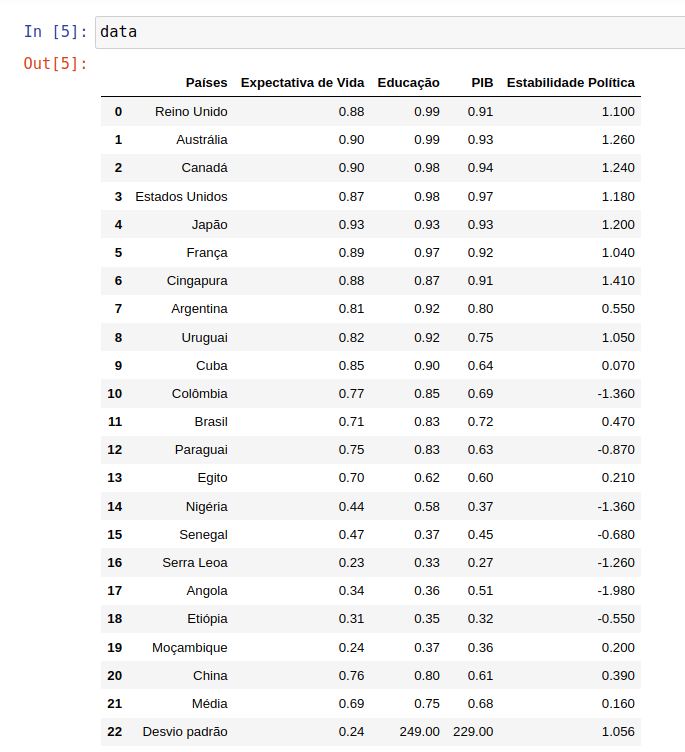 In [5]: data
Out[5]:
Países Expectativa de Vida Educação PIB Estabilidade Política
0 Reino Unido 0.88 0.99 0.91 1.100
1 Austrália 0.90 0.99 0.93 1.260
2 Canadá 0.90 0.98 0.94 1.240
3 Estados Unidos 0.87 0.98 0.97 1.180
4 Japão 0.93 0.93 0.93 1.200
5 França 0.89 0.97 0.92 1.040
6 Cingapura 0.88 0.87 0.91 1.410
7 Argentina 0.81 0.92 0.80 0.550
8 Uruguai 0.82 0.92 0.75 1.050
9 Cuba 0.85 0.90 0.64 0.070
10 Colômbia 0.77 0.85 0.69 -1.360
11 Brasil 0.71 0.83 0.72 0.470
12 Paraguai 0.75 0.83 0.63 -0.870
13 Egito 0.70 0.62 0.60 0.210
14 Nigéria 0.44 0.58 0.37 -1.360
15 Senegal 0.47 0.37 0.45 -0.680
16 Serra Leoa 0.23 0.33 0.27 -1.260
17 Angola 0.34 0.36 0.51 -1.980
18 Etiópia 0.31 0.35 0.32 -0.550
19 Moçambique 0.24 0.37 0.36 0.200
20 China 0.76 0.80 0.61 0.390
21 Média 0.69 0.75 0.68 0.160
22 Desvio padrão 0.24 249.00 229.00 1.056